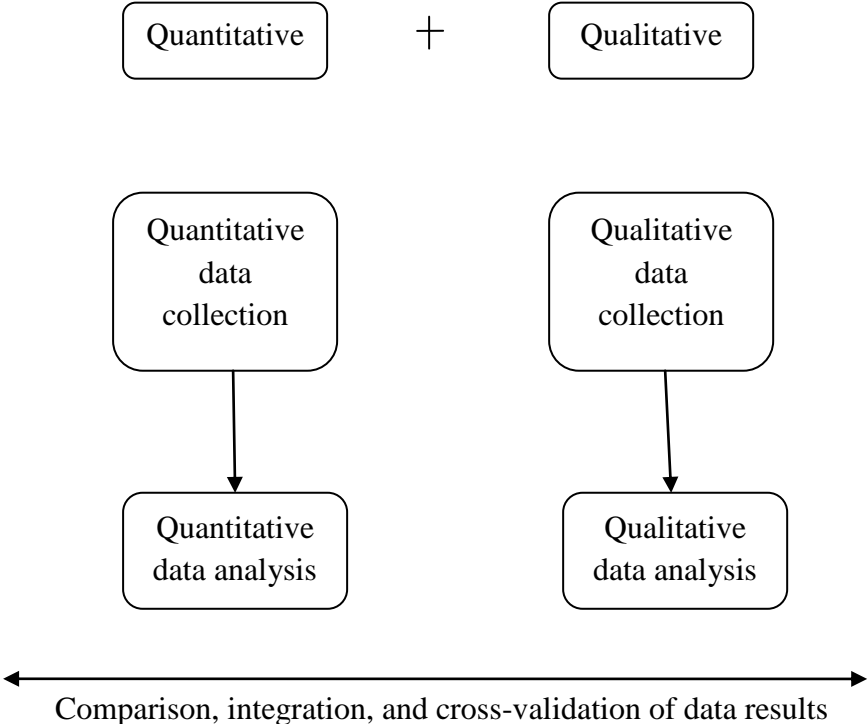 Quantitative
+
Qualitative
Quantitative
data
collection
Qualitative
data
collection
Quantitative
data analysis
Qualitative
data analysis
Comparison, integration, and cross-validation of data results